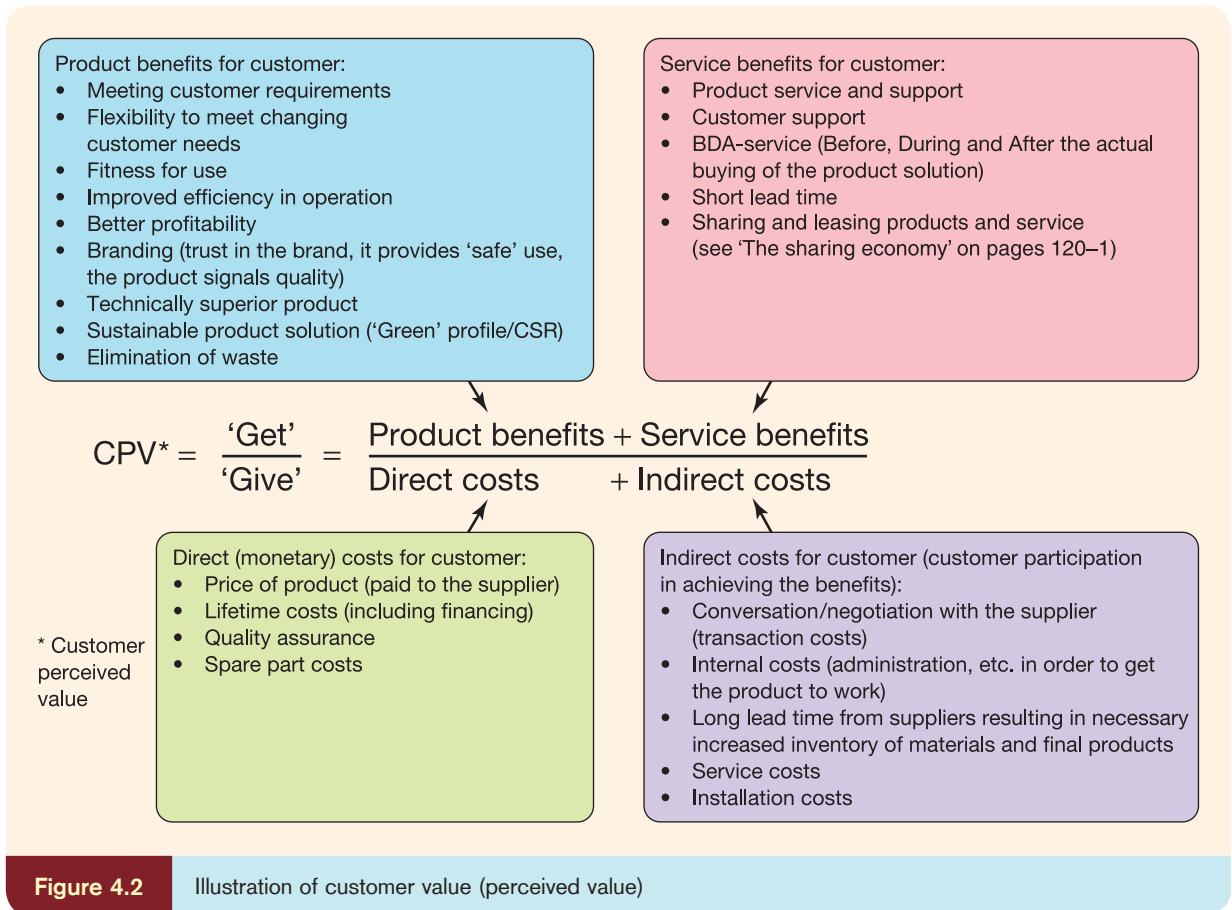 Product benefits for customer:
• Meeting customer requirements
• Flexibility to meet changing
customer needs
• Fitness for use
• Improved efficiency in operation
• Better profitability
• Branding (trust in the brand, it provides ‘safe’ use,
the product signals quality)
• Technically superior product
• Sustainable product solution (‘Green’ profile/CSR)
• Elimination of waste
Service benefits for customer:
• Product service and support
• Customer support
• BDA-service (Before, During and After the actual
buying of the product solution)
• Short lead time
• Sharing and leasing products and service
(see ‘The sharing economy’ on pages 120–1)
CPV* = ‘Get’ = Product benefits + Service benefits
‘Give’ Direct costs + Indirect costs
Direct (monetary) costs for customer:
• Price of product (paid to the supplier)
• Lifetime costs (including financing)
• Quality assurance
• Spare part costs
Indirect costs for customer (customer participation
in achieving the benefits):
• Conversation/negotiation with the supplier
(transaction costs)
• Internal costs (administration, etc. in order to get
the product to work)
• Long lead time from suppliers resulting in necessary
increased inventory of materials and final products
• Service costs
• Installation costs
* Customer
perceived
value
Figure 4.2 Illustration of customer value (perceived value)